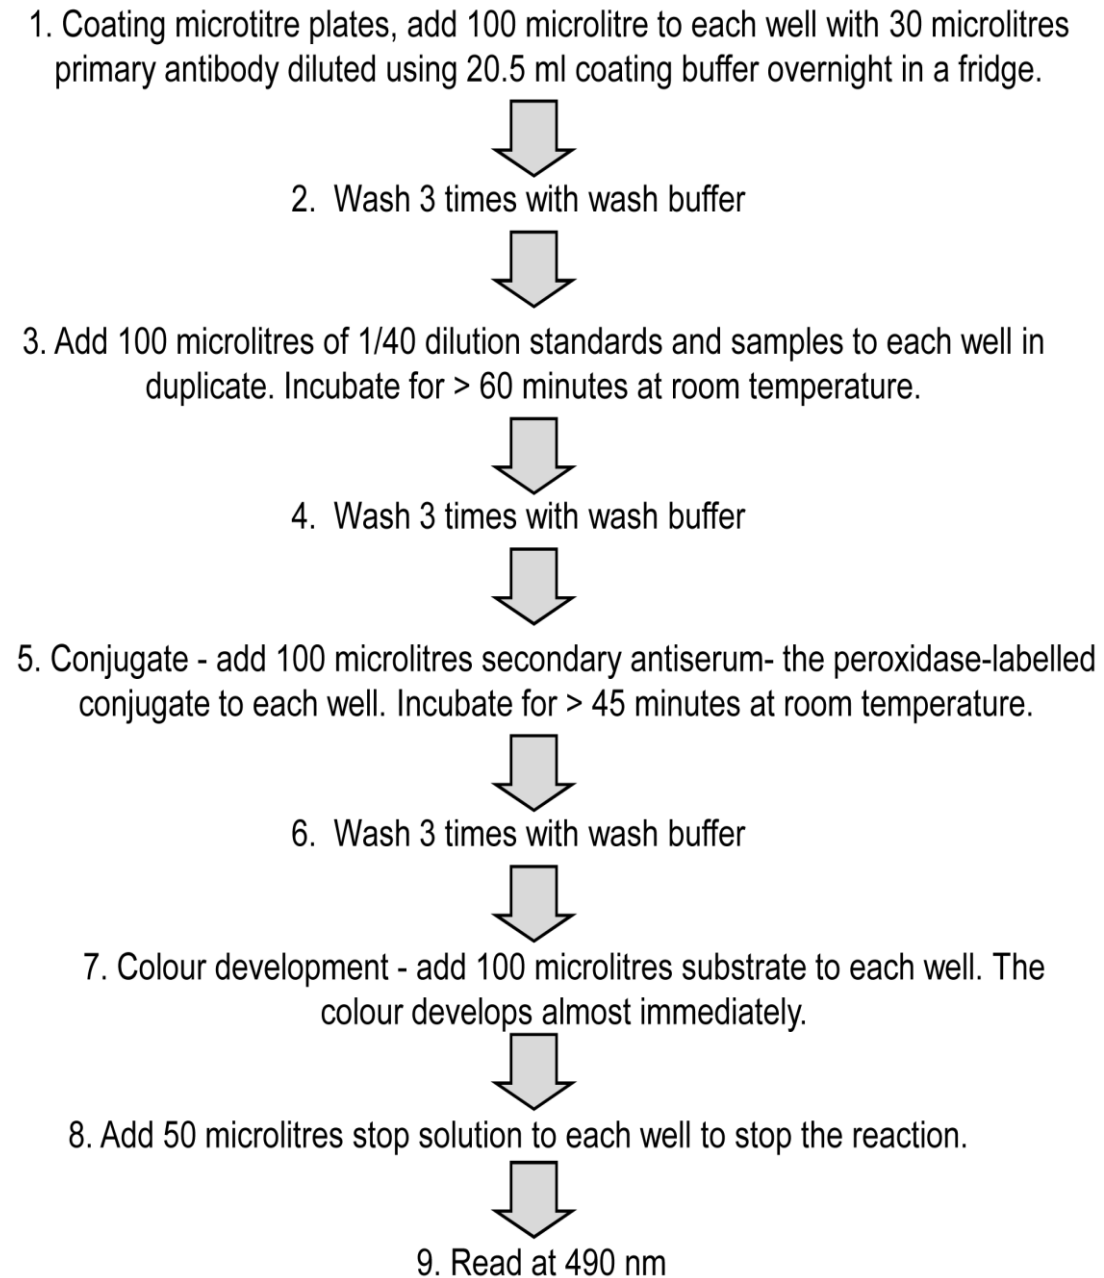 1. Coating microtitre plates, add 100 microlitre to each well with 30 microlitres
primary antibody diluted using 20.5 ml coating buffer overnight in a fridge.
2. Wash 3 times with wash buffer
3. Add 100 microlitres of 1/40 dilution standards and samples to each well in
duplicate. Incubate for > 60 minutes at room temperature.
4. Wash 3 times with wash buffer
5. Conjugate - add 100 microlitres secondary antiserum- the peroxidase-labelled
conjugate to each well. Incubate for > 45 minutes at room temperature.
6. Wash 3 times with wash buffer
7. Colour development - add 100 microlitres substrate to each well. The
colour develops almost immediately.
8. Add 50 microlitres stop solution to each well to stop the reaction.
9. Read at 490 nm